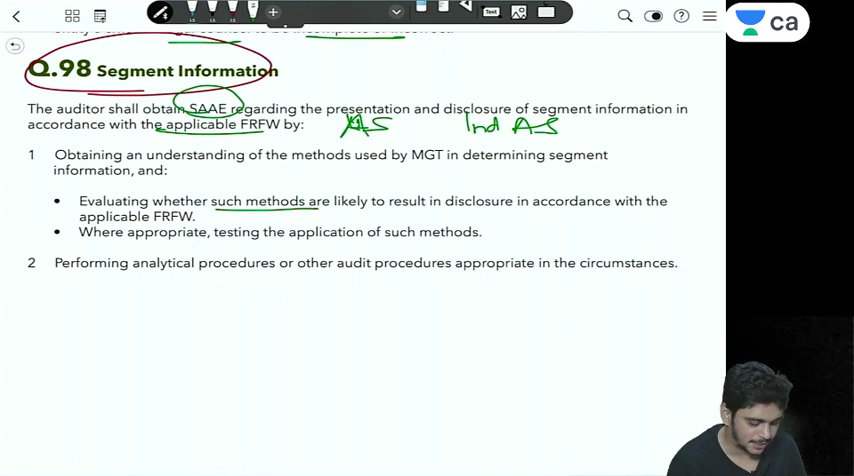 Text
ca
Q.98 Segment Information
The auditor shall obtain SAAE regarding the presentation and disclosure of segment information in
accordance with the applicable FRFW by:
AS Ind AS
1 Obtaining an understanding of the methods used by MGT in determining segment
information, and:
• Evaluating whether such methods are likely to result in disclosure in accordance with the
applicable FRFW.
• Where appropriate, testing the application of such methods.
2 Performing analytical procedures or other audit procedures appropriate in the circumstances.